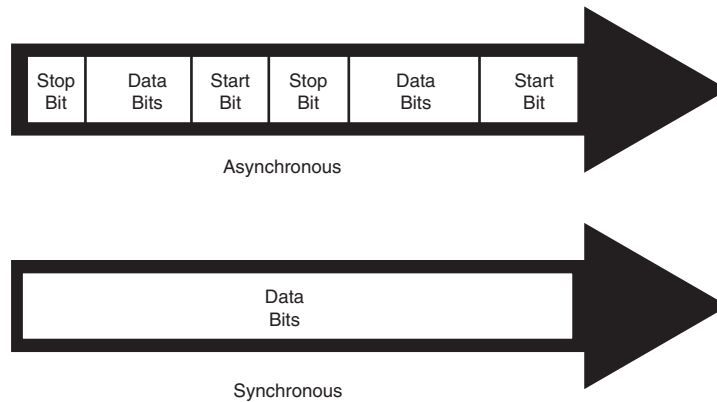 Stop
Bit
Data
Bits
Start
Bit
Stop
Bit
Data
Bits
Start
Bit
Asynchronous
Data
Bits
Synchronous